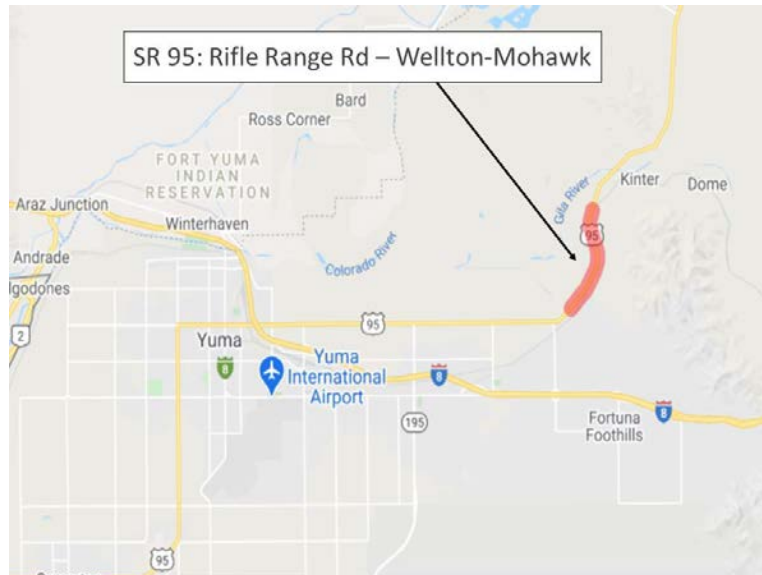 SR 95: Rifle Range Rd – Wellton-Mohawk
Bard
Ross Corner
FORT YUMA
INDIAN
RESERVATION
Araz Junction
Winterhaven
Andrade
lgodones
2
Colorado River
Gila River
Kinter
Dome
95
95
Yuma
8
Yuma
International
Airport
8
195
Fortuna
Foothills
8
95